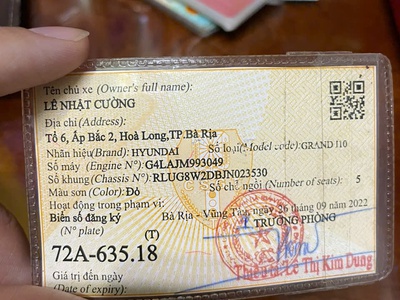 Tên chủ xe (Owner's full name):
LÊ NHẬT CƯỜNG
Địa chỉ (Address):
Tổ 6, Ấp Bắc 2, Hoà Long,TP.Bà Rịa
Nhãn hiệu(Brand): HYUNDAI Số loại(Model code): GRAND I10
Số máy (Engine N°): G4LAJM993049
Số khung (Chassis N°): RLUG8W2DBJN023530
Màu sơn (Color): Đỏ Số chỗ ngồi (Number of seats): 5
Hoạt động trong phạm vi:
Biển số đăng ký Bà Rịa - Vũng Tàu, ngày 26 tháng 09 năm 2022
(N° plate) TRƯỞNG PHÒNG
(T)
72A-635.18
Thiếu tá Lê Thị Kim Dung
Giá trị đến ngày
(Date of expiry)